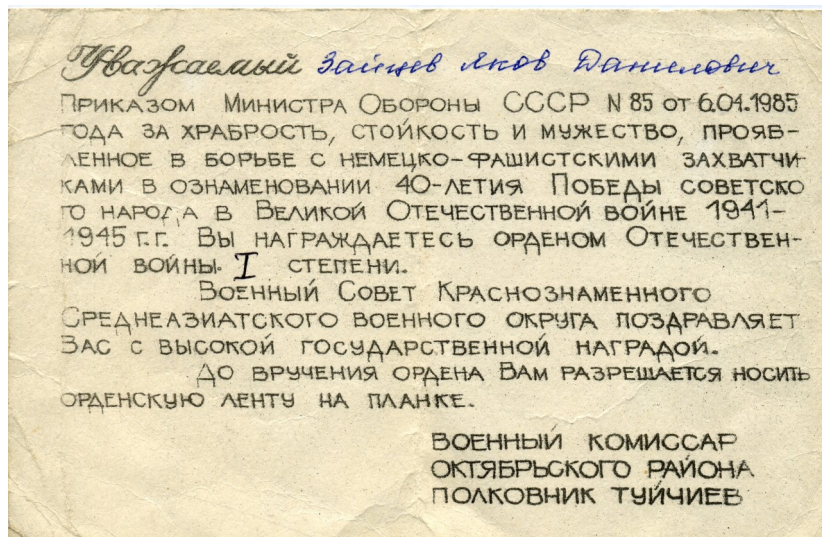 Уважаемый Зайцев Яков Данилович
Приказом Министра Обороны СССР N 85 от 6.04.1985
года за храбрость, стойкость и мужество, прояв-
ленное в борьбе с немецко-фашистскими захватчи-
ками в ознаменовании 40-летия Победы советско
го народа в Великой Отечественной войне 1941-
1945 г.г. Вы награждаетесь орденом Отечествен-
ной войны. I степени.
Военный Совет Краснознаменного
Среднеазиатского военного округа поздравляет
Вас с высокой государственной наградой.
До вручения ордена Вам разрешается носить
орденскую ленту на планке.
Военный комиссар
Октябрьского района
полковник Туйчиев